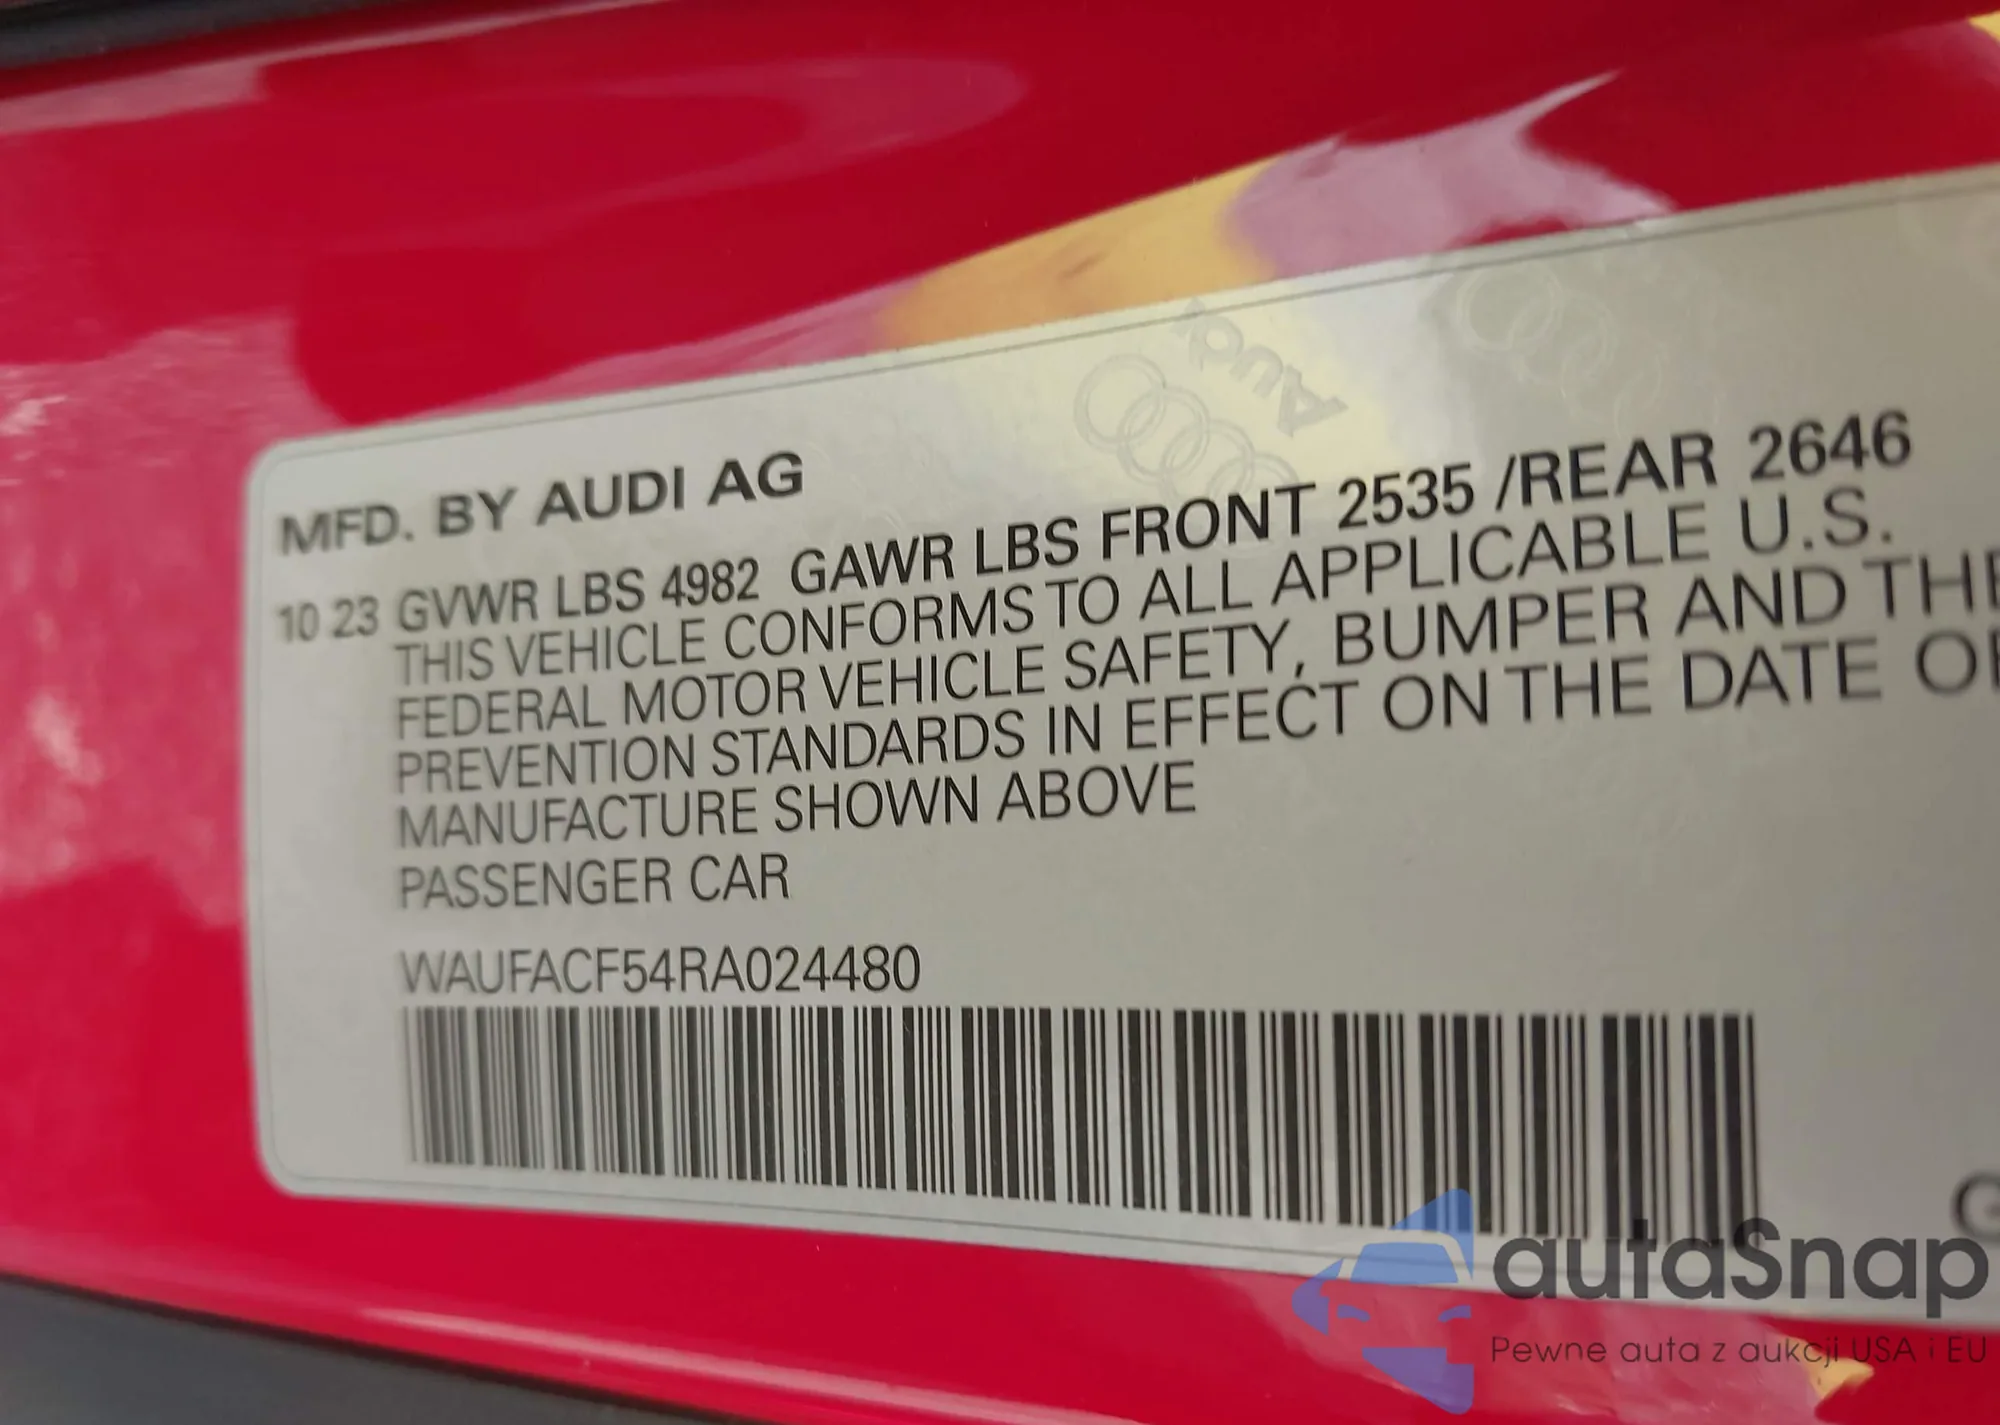 Audi
MFD. BY AUDI AG
10 23 GVWR LBS 4982 GAWR LBS FRONT 2535 /REAR 2646
THIS VEHICLE CONFORMS TO ALL APPLICABLE U.S.
FEDERAL MOTOR VEHICLE SAFETY, BUMPER AND THE
PREVENTION STANDARDS IN EFFECT ON THE DATE OF
MANUFACTURE SHOWN ABOVE
PASSENGER CAR
WAUFACF54RA024480
G
autaSnap
Pewne auta z aukcji USA i EU